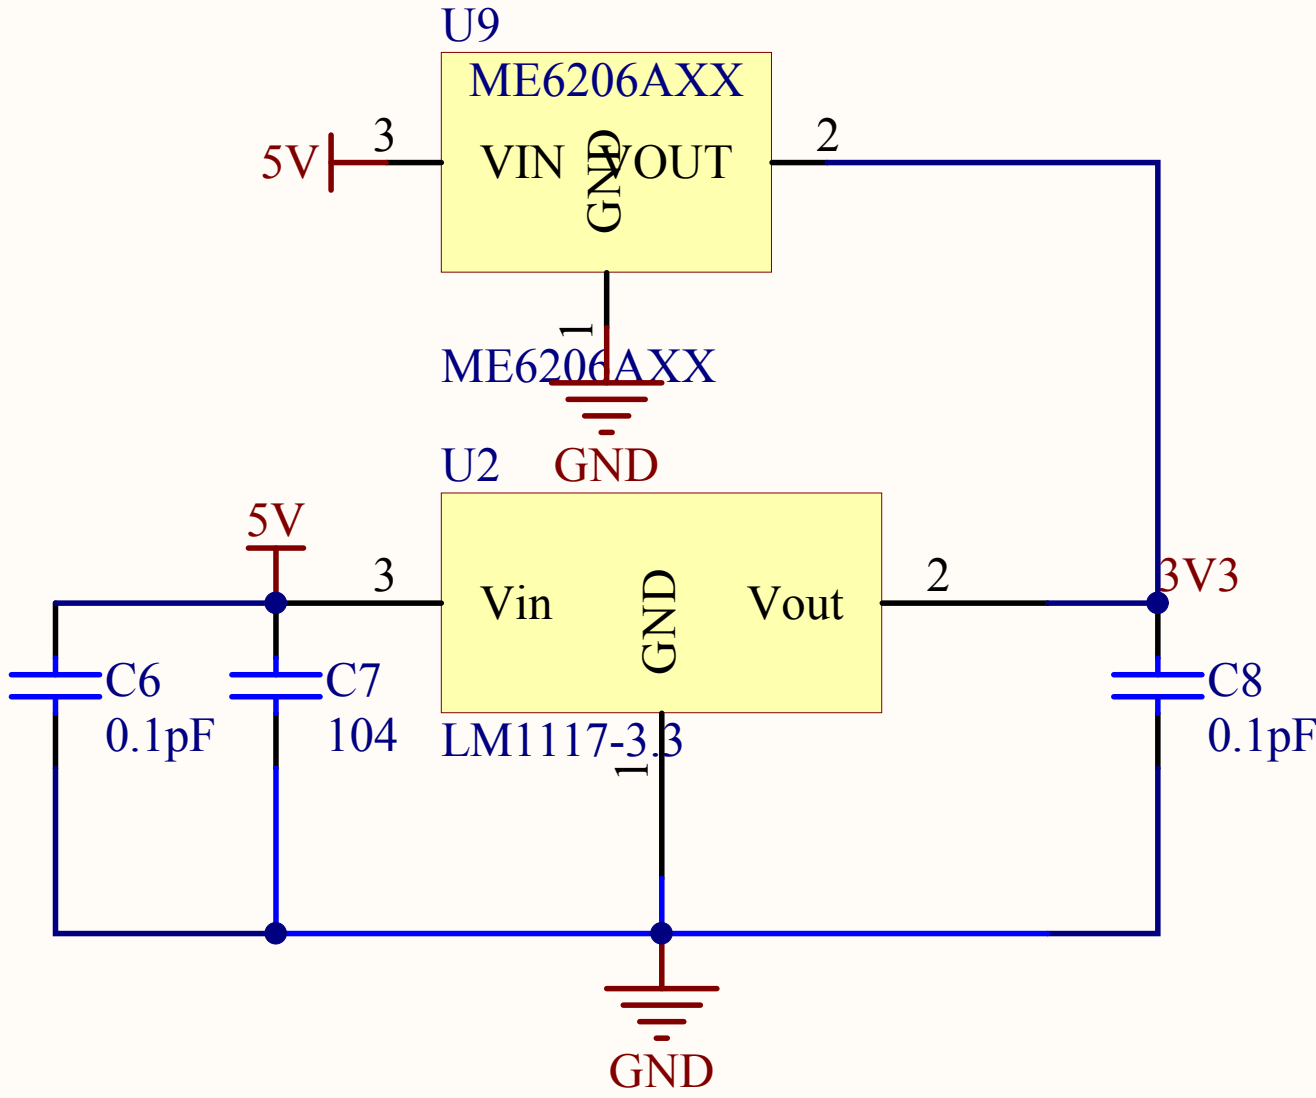 U9
ME6206AXX
5V
3
VIN
GND
VOUT
2
1
ME6206AXX
GND
U2
5V
3
Vin
GND
Vout
2
3V3
C6
0.1pF
C7
104
LM1117-3.3
1
C8
0.1pF
GND